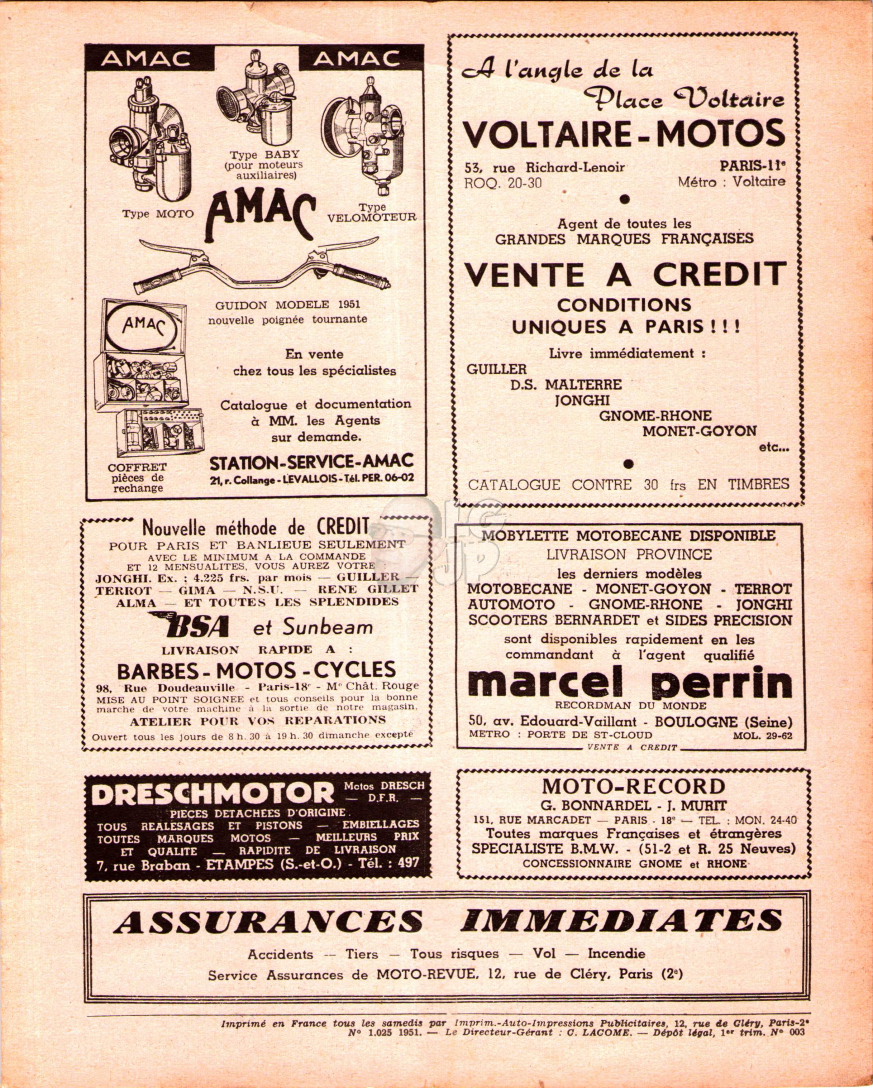 AMAC
AMAC
Type BABY
(pour moteurs
auxiliaires)
Type MOTO
AMAC
Type
VELOMOTEUR
GUIDON MODELE 1951
nouvelle poignée tournante
AMAC
En vente
chez tous les spécialistes
Catalogue et documentation
à MM. les Agents
sur demande.
COFFRET
pièces de
rechange
STATION-SERVICE-AMAC
21, r. Collange - LEVALLOIS - Tél. PER. 06-02
A l'angle de la
Place Voltaire
VOLTAIRE-MOTOS
53, rue Richard-Lenoir PARIS-11e
ROQ. 20-30 Métro : Voltaire
Agent de toutes les
GRANDES MARQUES FRANÇAISES
VENTE A CREDIT
CONDITIONS
UNIQUES A PARIS ! ! !
Livre immédiatement :
GUILLER
D.S. MALTERRE
JONGHI
GNOME-RHONE
MONET-GOYON
etc...
CATALOGUE CONTRE 30 frs EN TIMBRES
Nouvelle méthode de CREDIT
POUR PARIS ET BANLIEUE SEULEMENT
AVEC LE MINIMUM A LA COMMANDE
ET 12 MENSUALITES, VOUS AUREZ VOTRE
JONGHI. Ex. : 4.225 frs. par mois — GUILLER —
TERROT — GIMA — N.S.U. — RENE GILLET
ALMA — ET TOUTES LES SPLENDIDES
BSA et Sunbeam
LIVRAISON RAPIDE A :
BARBES-MOTOS-CYCLES
98, Rue Doudeauville - Paris-18e - Mo Chât. Rouge
MISE AU POINT SOIGNEE et tous conseils pour la bonne
marche de votre machine à la sortie de notre magasin.
ATELIER POUR VOS REPARATIONS
Ouvert tous les jours de 8 h. 30 à 19 h. 30 dimanche excepté
MOBYLETTE MOTOBECANE DISPONIBLE
LIVRAISON PROVINCE
les derniers modèles
MOTOBECANE - MONET-GOYON - TERROT
AUTOMOTO - GNOME-RHONE - JONGHI
SCOOTERS BERNARDET et SIDES PRECISION
sont disponibles rapidement en les
commandant à l'agent qualifié
marcel perrin
RECORDMAN DU MONDE
50, av. Edouard-Vaillant - BOULOGNE (Seine)
METRO : PORTE DE ST-CLOUD MOL. 29-62
VENTE A CREDIT
DRESCHMOTOR Motos DRESCH
— D.F.R. —
PIECES DETACHEES D'ORIGINE
TOUS REALESAGES ET PISTONS — EMBIELLAGES
TOUTES MARQUES MOTOS — MEILLEURS PRIX
ET QUALITE — RAPIDITE DE LIVRAISON
7, rue Braban - ETAMPES (S.-et-O.) - Tél. : 497
MOTO-RECORD
G. BONNARDEL - J. MURIT
151, RUE MARCADET — PARIS - 18e — TEL. : MON. 24-40
Toutes marques Françaises et étrangères
SPECIALISTE B.M.W. - (51-2 et R. 25 Neuves)
CONCESSIONNAIRE GNOME et RHONE
ASSURANCES IMMEDIATES
Accidents — Tiers — Tous risques — Vol — Incendie
Service Assurances de MOTO-REVUE, 12, rue de Cléry, Paris (2e)
Imprimé en France tous les samedis par Imprim.-Auto-Impressions Publicitaires, 12, rue de Cléry, Paris-2e
No 1.025 1951. — Le Directeur-Gérant : C. LACOME. — Dépôt légal, 1er trim. No 003